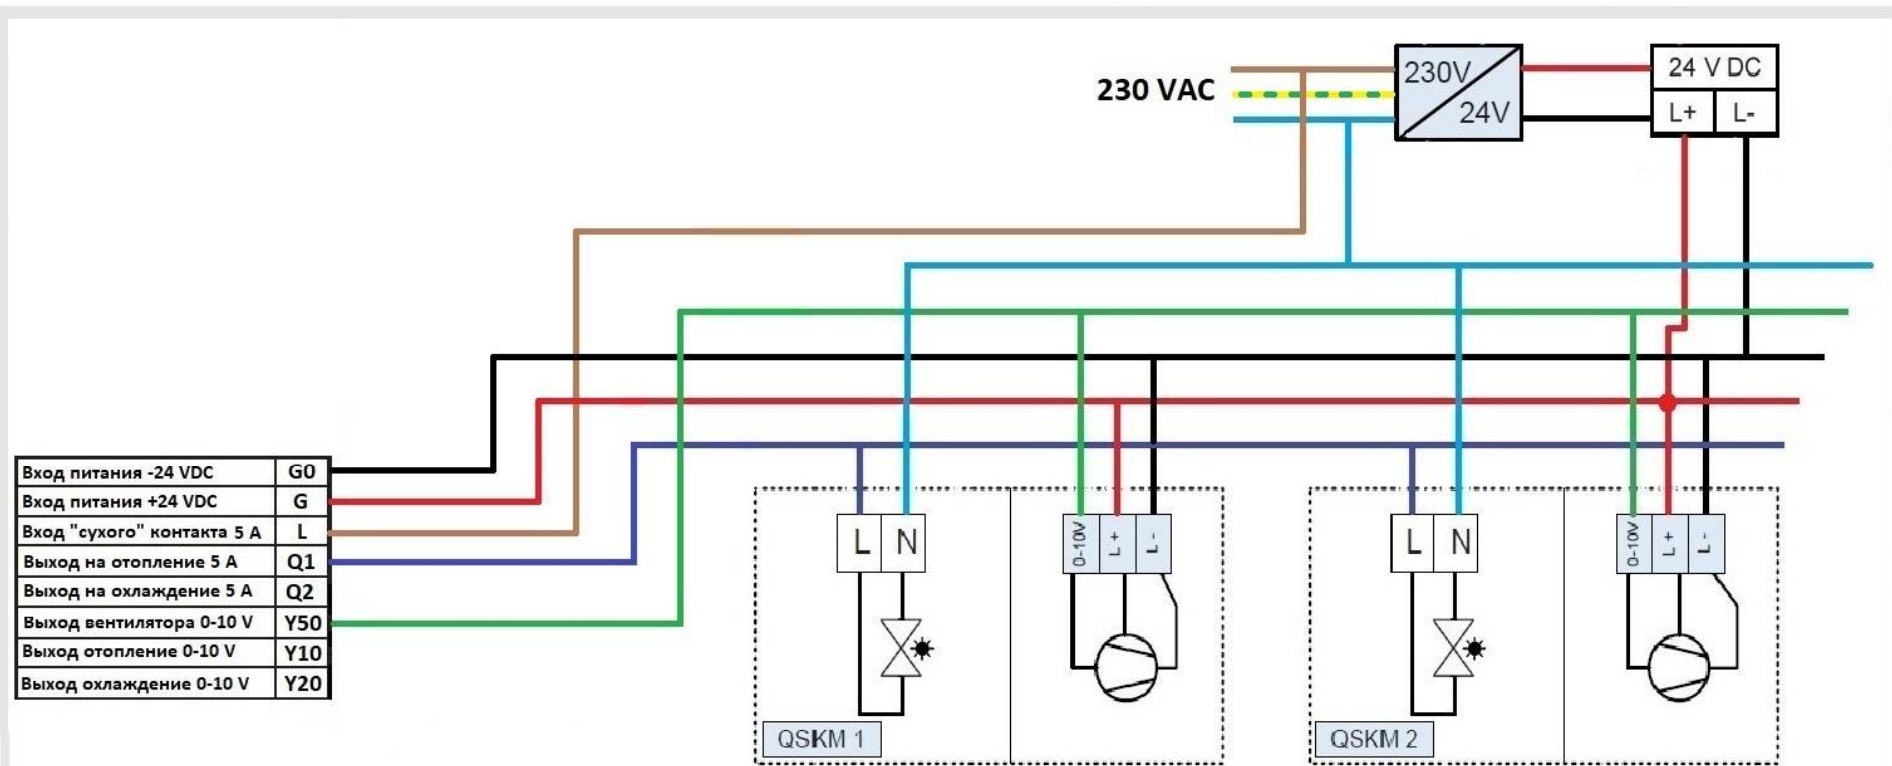 230 VAC
230V
24V
24 V DC
L+ L-
Вход питания -24 VDC G0
Вход питания +24 VDC G
Вход "сухого" контакта 5 А L
Выход на отопление 5 А Q1
Выход на охлаждение 5 А Q2
Выход вентилятора 0-10 V Y50
Выход отопление 0-10 V Y10
Выход охлаждение 0-10 V Y20
L N
0-10V L + L -
L N
0-10V L + L -
QSKM 1
QSKM 2